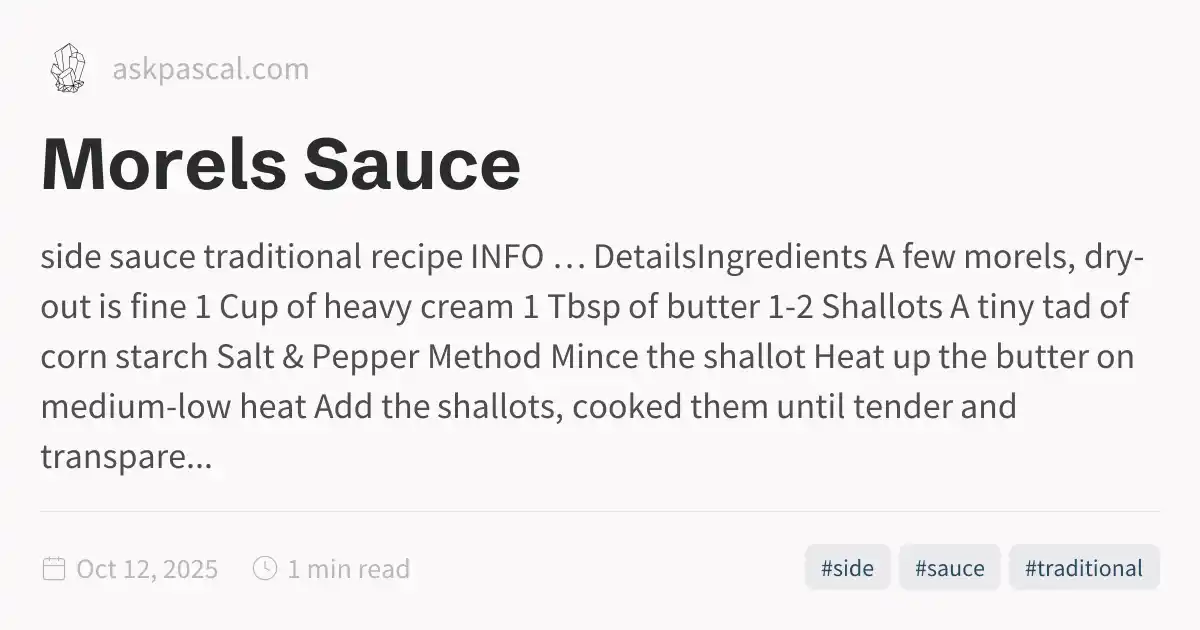 askpascal.com
Morels Sauce
side sauce traditional recipe INFO … DetailsIngredients A few morels, dry-
out is fine 1 Cup of heavy cream 1 Tbsp of butter 1-2 Shallots A tiny tad of
corn starch Salt & Pepper Method Mince the shallot Heat up the butter on
medium-low heat Add the shallots, cooked them until tender and
transpare...
Oct 12, 2025 1 min read #side #sauce #traditional